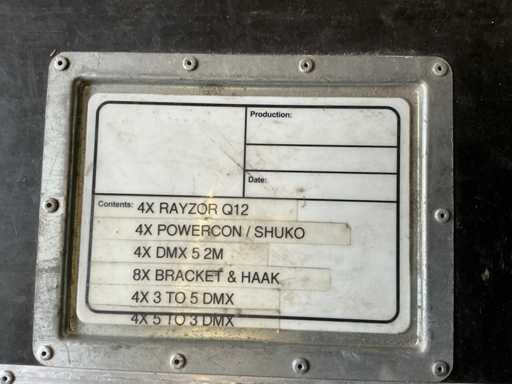 Production:
Date:
Contents: 4X RAYZOR Q12
4X POWERCON / SHUKO
4X DMX 5 2M
8X BRACKET & HAAK
4X 3 TO 5 DMX
4X 5 TO 3 DMX